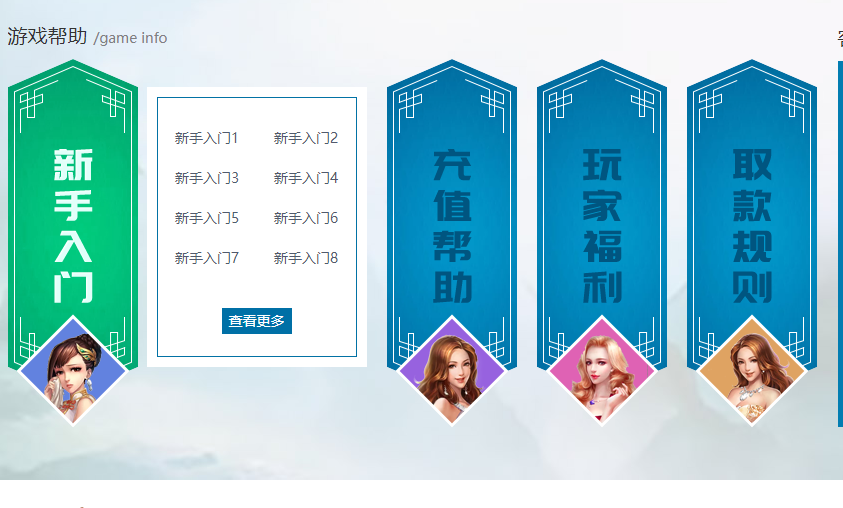 游戏帮助 /game info
新手入门
新手入门1 新手入门2
新手入门3 新手入门4
新手入门5 新手入门6
新手入门7 新手入门8
查看更多
充值帮助
玩家福利
取款规则